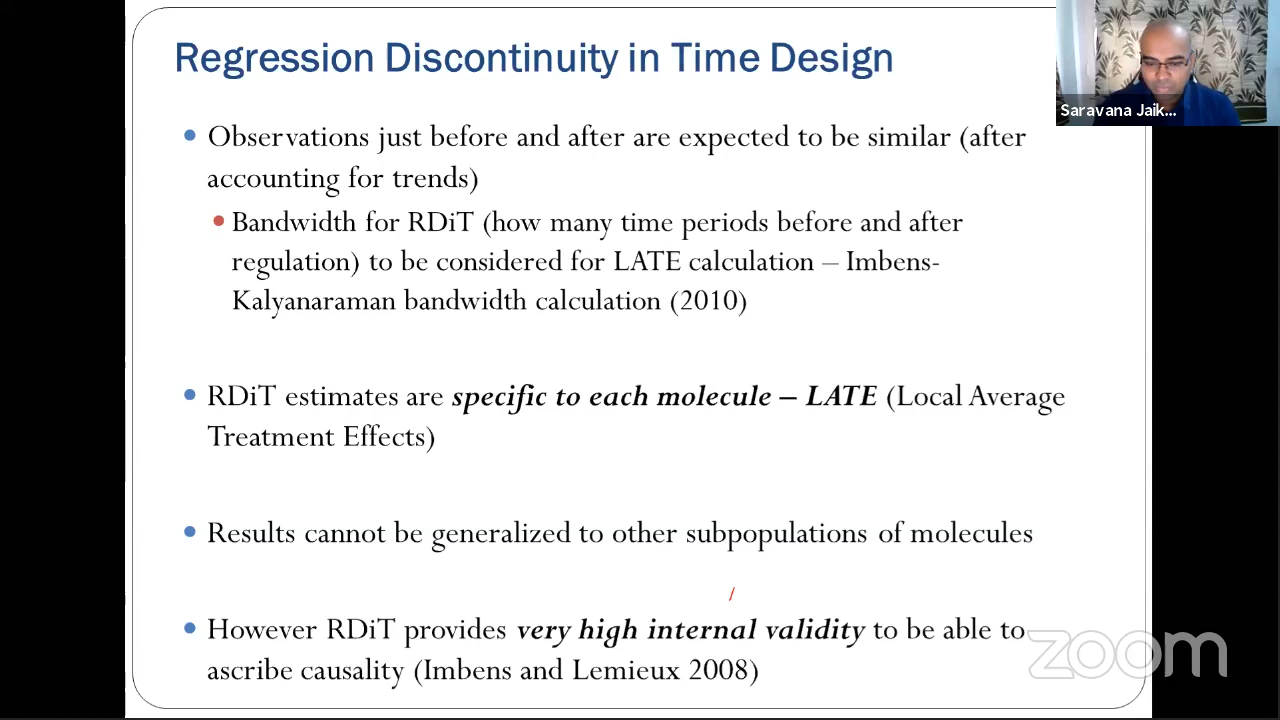 Regression Discontinuity in Time Design
Saravana Jaik...
Observations just before and after are expected to be similar (after
accounting for trends)
Bandwidth for RDiT (how many time periods before and after
regulation) to be considered for LATE calculation – Imbens-
Kalyanaraman bandwidth calculation (2010)
RDiT estimates are specific to each molecule – LATE (Local Average
Treatment Effects)
Results cannot be generalized to other subpopulations of molecules
However RDiT provides very high internal validity to be able to
ascribe causality (Imbens and Lemieux 2008)
zoom